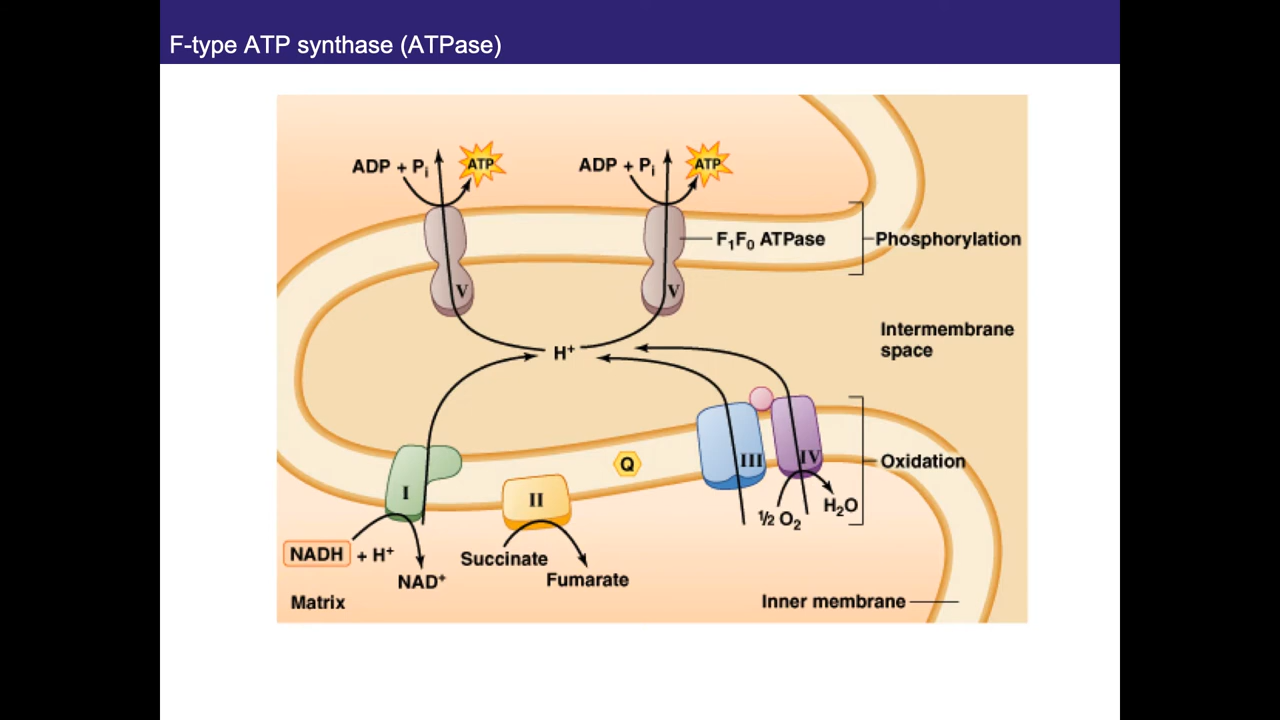 F-type ATP synthase (ATPase)
ADP + Pi
ATP
ADP + Pi
ATP
F1F0 ATPase
Phosphorylation
V
V
Intermembrane
space
H⁺
III
IV
Oxidation
Q
I
II
½ O2
H2O
NADH + H⁺
Succinate
NAD⁺
Fumarate
Matrix
Inner membrane